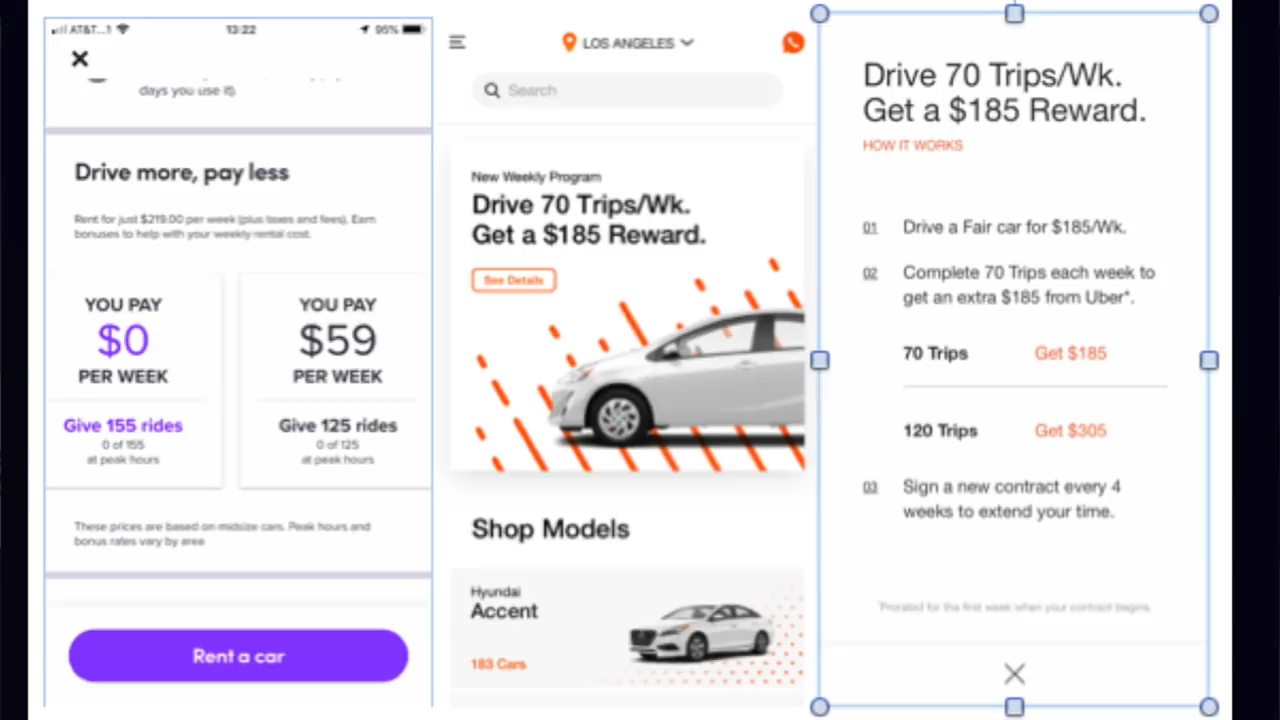 AT&T...1
13:22
95%
days you use it).
Drive more, pay less
Rent for just $219.00 per week (plus taxes and fees). Earn
bonuses to help with your weekly rental cost.
YOU PAY
$0
PER WEEK
Give 155 rides
0 of 155
at peak hours
YOU PAY
$59
PER WEEK
Give 125 rides
0 of 125
at peak hours
These prices are based on midsize cars. Peak hours and
bonus rates vary by area
Rent a car
LOS ANGELES
Search
New Weekly Program
Drive 70 Trips/Wk.
Get a $185 Reward.
See Details
Shop Models
Hyundai
Accent
183 Cars
Drive 70 Trips/Wk.
Get a $185 Reward.
HOW IT WORKS
01 Drive a Fair car for $185/Wk.
02 Complete 70 Trips each week to
get an extra $185 from Uber*.
70 Trips Get $185
120 Trips Get $305
03 Sign a new contract every 4
weeks to extend your time.
*Prorated for the first week when your contract begins.